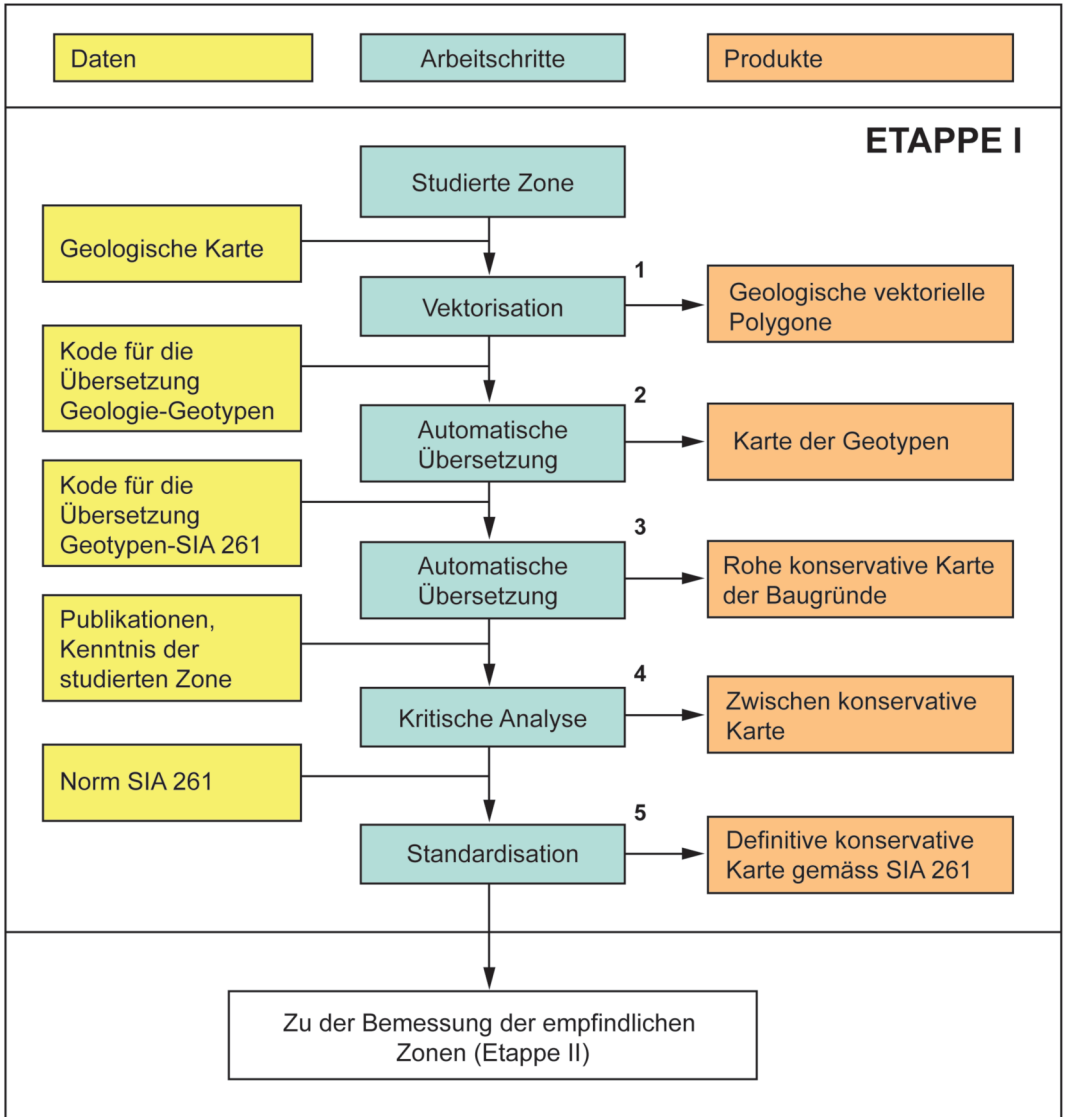 Daten
Arbeitschritte
Produkte
ETAPPE I
Studierte Zone
Geologische Karte
1
Vektorisation
Geologische vektorielle
Polygone
Kode für die
Übersetzung
Geologie-Geotypen
2
Automatische
Übersetzung
Karte der Geotypen
Kode für die
Übersetzung
Geotypen-SIA 261
3
Automatische
Übersetzung
Rohe konservative Karte
der Baugründe
Publikationen,
Kenntnis der
studierten Zone
4
Kritische Analyse
Zwischen konservative
Karte
Norm SIA 261
5
Standardisation
Definitive konservative
Karte gemäss SIA 261
Zu der Bemessung der empfindlichen
Zonen (Etappe II)